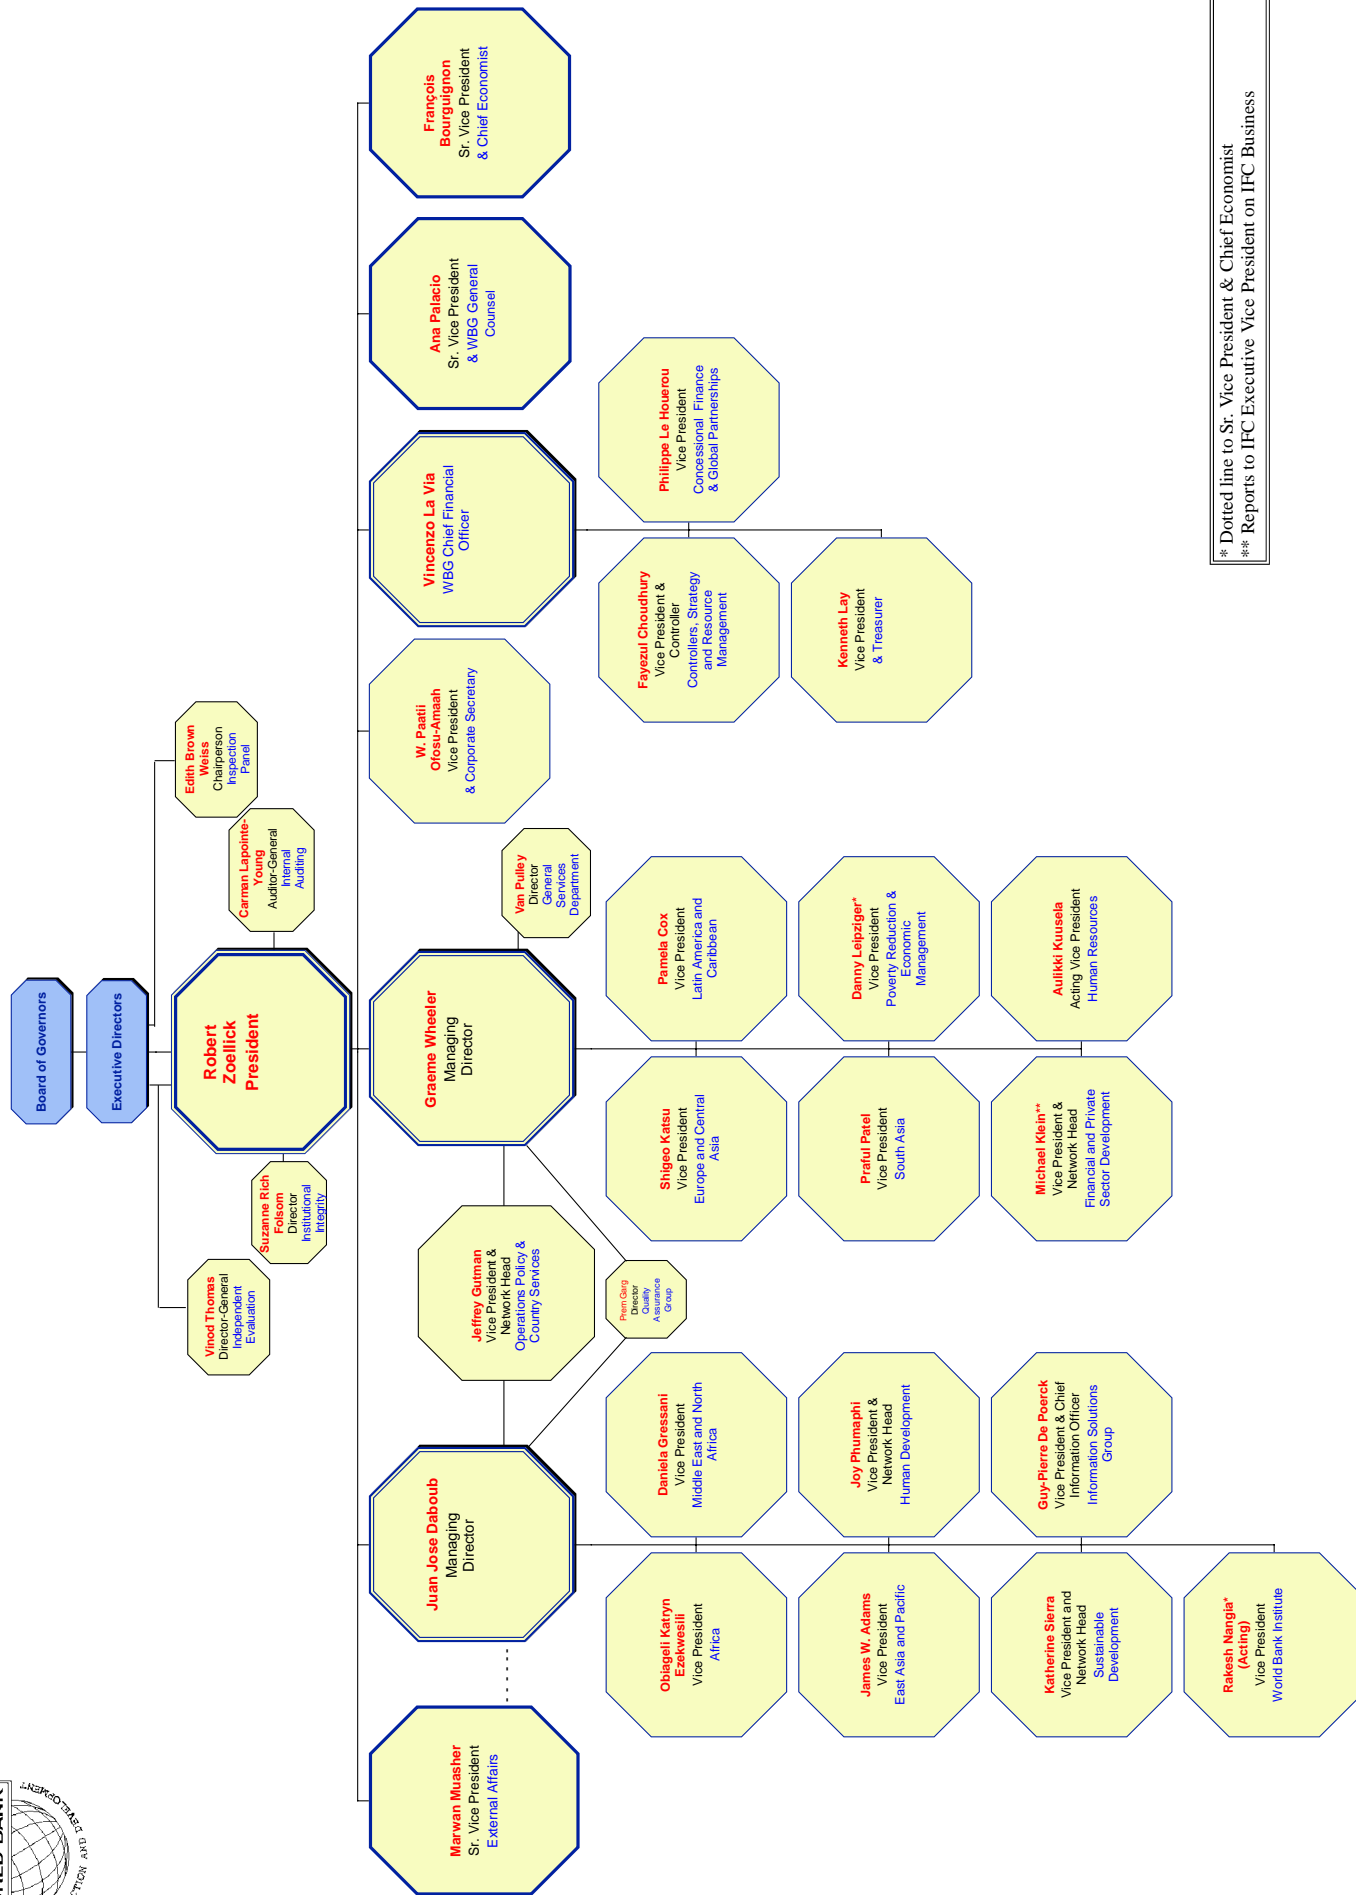 Board of Governors
Executive Directors
Robert
Zoellick
President
Vinod Thomas
Director-General
Independent
Evaluation
Suzanne Rich
Folsom
Director
Institutional
Integrity
Carman Lapointe-
Young
Auditor-General
Internal
Auditing
Edith Brown
Weiss
Chairperson
Inspection
Panel
Marwan Muasher
Sr. Vice President
External Affairs
Juan Jose Daboub
Managing
Director
Jeffrey Gutman
Vice President &
Network Head
Operations Policy &
Country Services
Graeme Wheeler
Managing
Director
Van Pulley
Director
General
Services
Department
W. Paatii
Ofosu-Amaah
Vice President
& Corporate Secretary
Vincenzo La Via
WBG Chief Financial
Officer
Ana Palacio
Sr. Vice President
& WBG General
Counsel
François
Bourguignon
Sr. Vice President
& Chief Economist
Prem Garg
Director
Quality
Assurance
Group
Obiageli Katryn
Ezekwesili
Vice President
Africa
Daniela Gressani
Vice President
Middle East and North
Africa
James W. Adams
Vice President
East Asia and Pacific
Joy Phumaphi
Vice President &
Network Head
Human Development
Katherine Sierra
Vice President and
Network Head
Sustainable
Development
Guy-Pierre De Poerck
Vice President & Chief
Information Officer
Information Solutions
Group
Rakesh Nangia*
(Acting)
Vice President
World Bank Institute
Shigeo Katsu
Vice President
Europe and Central
Asia
Pamela Cox
Vice President
Latin America and
Caribbean
Praful Patel
Vice President
South Asia
Danny Leipziger*
Vice President
Poverty Reduction &
Economic
Management
Michael Klein**
Vice President &
Network Head
Financial and Private
Sector Development
Aulikki Kuusela
Acting Vice President
Human Resources
Fayezul Choudhury
Vice President &
Controller
Controllers, Strategy
and Resource
Management
Philippe Le Houerou
Vice President
Concessional Finance
& Global Partnerships
Kenneth Lay
Vice President
& Treasurer
* Dotted line to Sr. Vice President & Chief Economist
** Reports to IFC Executive Vice President on IFC Business
BANK
AND DEVELOPMENT